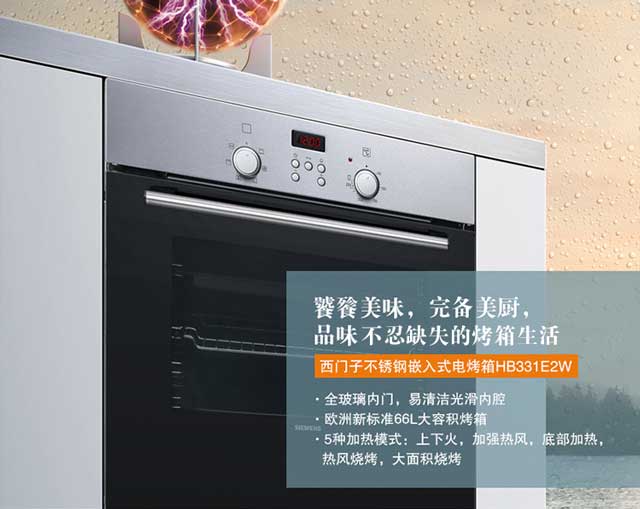 12:00
饕餮美味，完备美厨，
品味不忍缺失的烤箱生活
西门子不锈钢嵌入式电烤箱HB331E2W
· 全玻璃内门，易清洁光滑内腔
· 欧洲新标准66L大容积烤箱
· 5种加热模式：上下火，加强热风，底部加热，
热风烧烤，大面积烧烤
SIEMENS